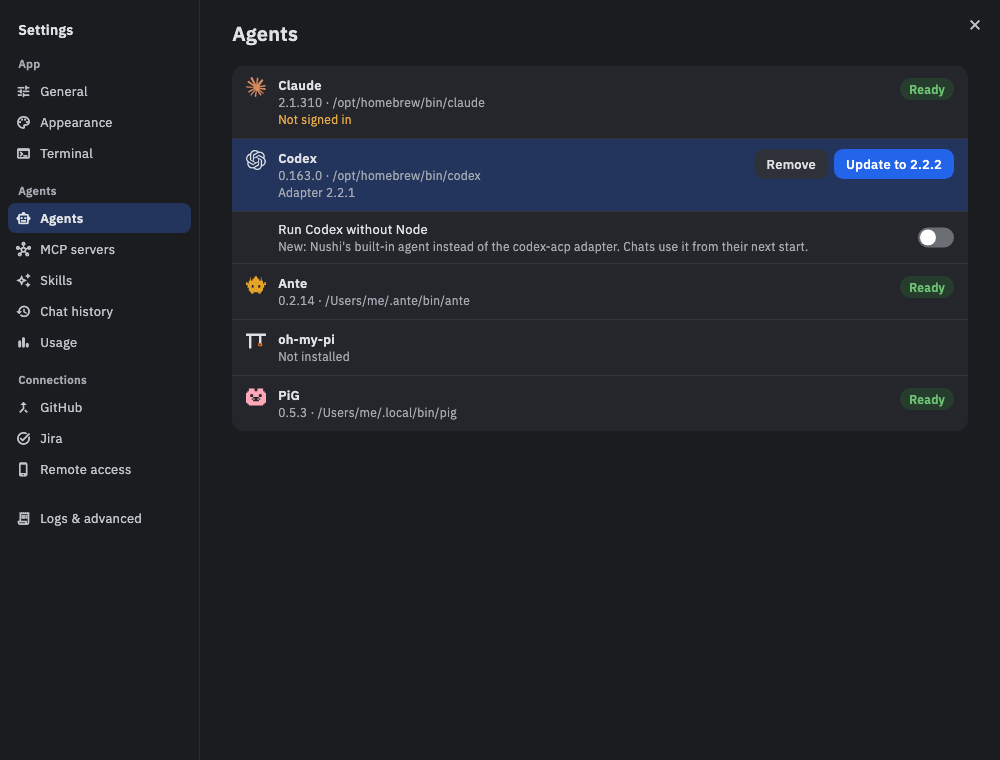 Settings
App
General
Appearance
Terminal
Agents
Agents
MCP servers
Skills
Chat history
Usage
Connections
GitHub
Jira
Remote access
Logs & advanced
Agents
Claude
2.1.310 · /opt/homebrew/bin/claude
Not signed in
Ready
Codex
0.163.0 · /opt/homebrew/bin/codex
Adapter 2.2.1
Remove
Update to 2.2.2
Run Codex without Node
New: Nushi's built-in agent instead of the codex-acp adapter. Chats use it from their next start.
Ante
0.2.14 · /Users/me/.ante/bin/ante
Ready
oh-my-pi
Not installed
PiG
0.5.3 · /Users/me/.local/bin/pig
Ready